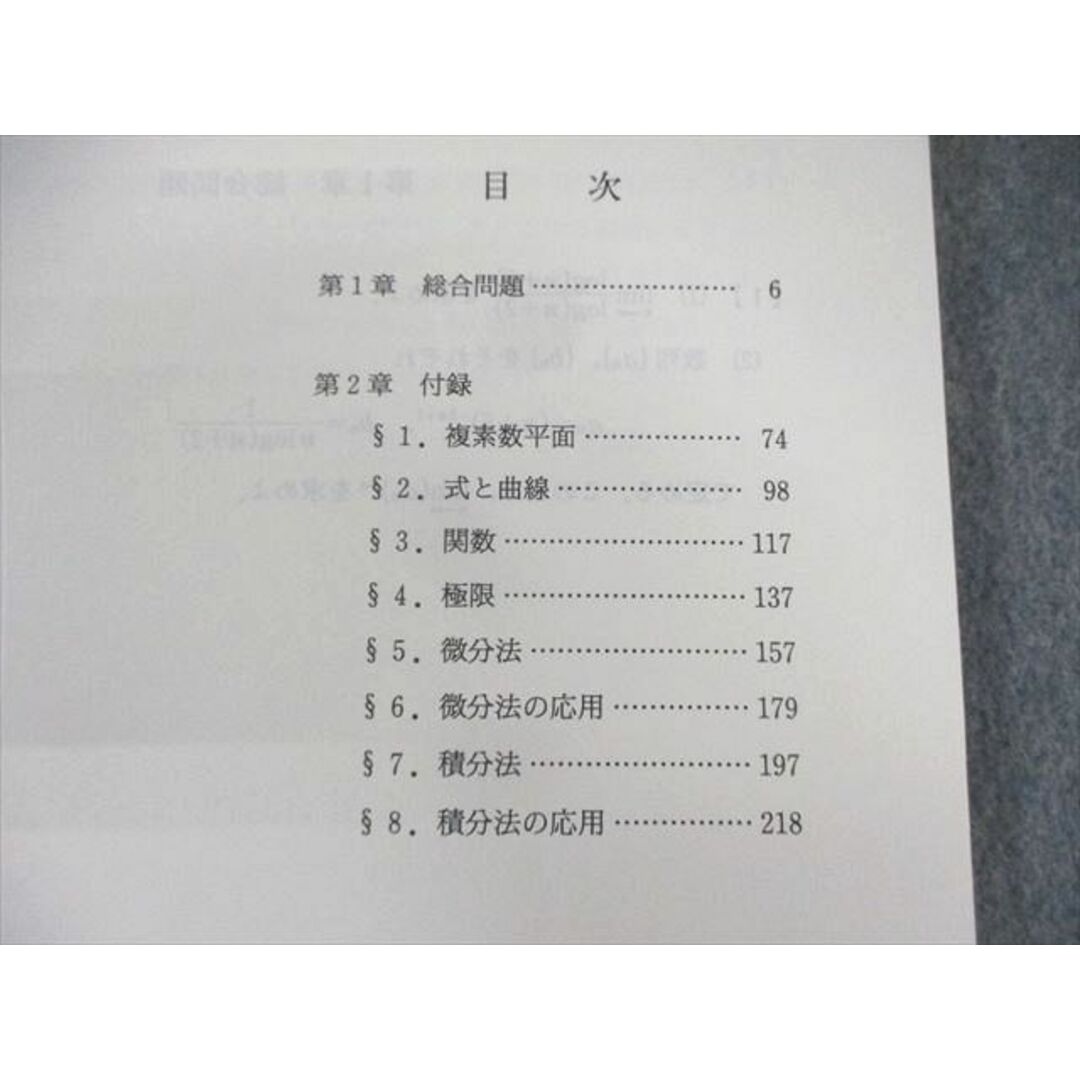 目　次
第1章　総合問題…………………… 6
第2章　付録
§1．複素数平面……………… 74
§2．式と曲線………………… 98
§3．関数………………………117
§4．極限………………………137
§5．微分法……………………157
§6．微分法の応用……………179
§7．積分法……………………197
§8．積分法の応用……………218